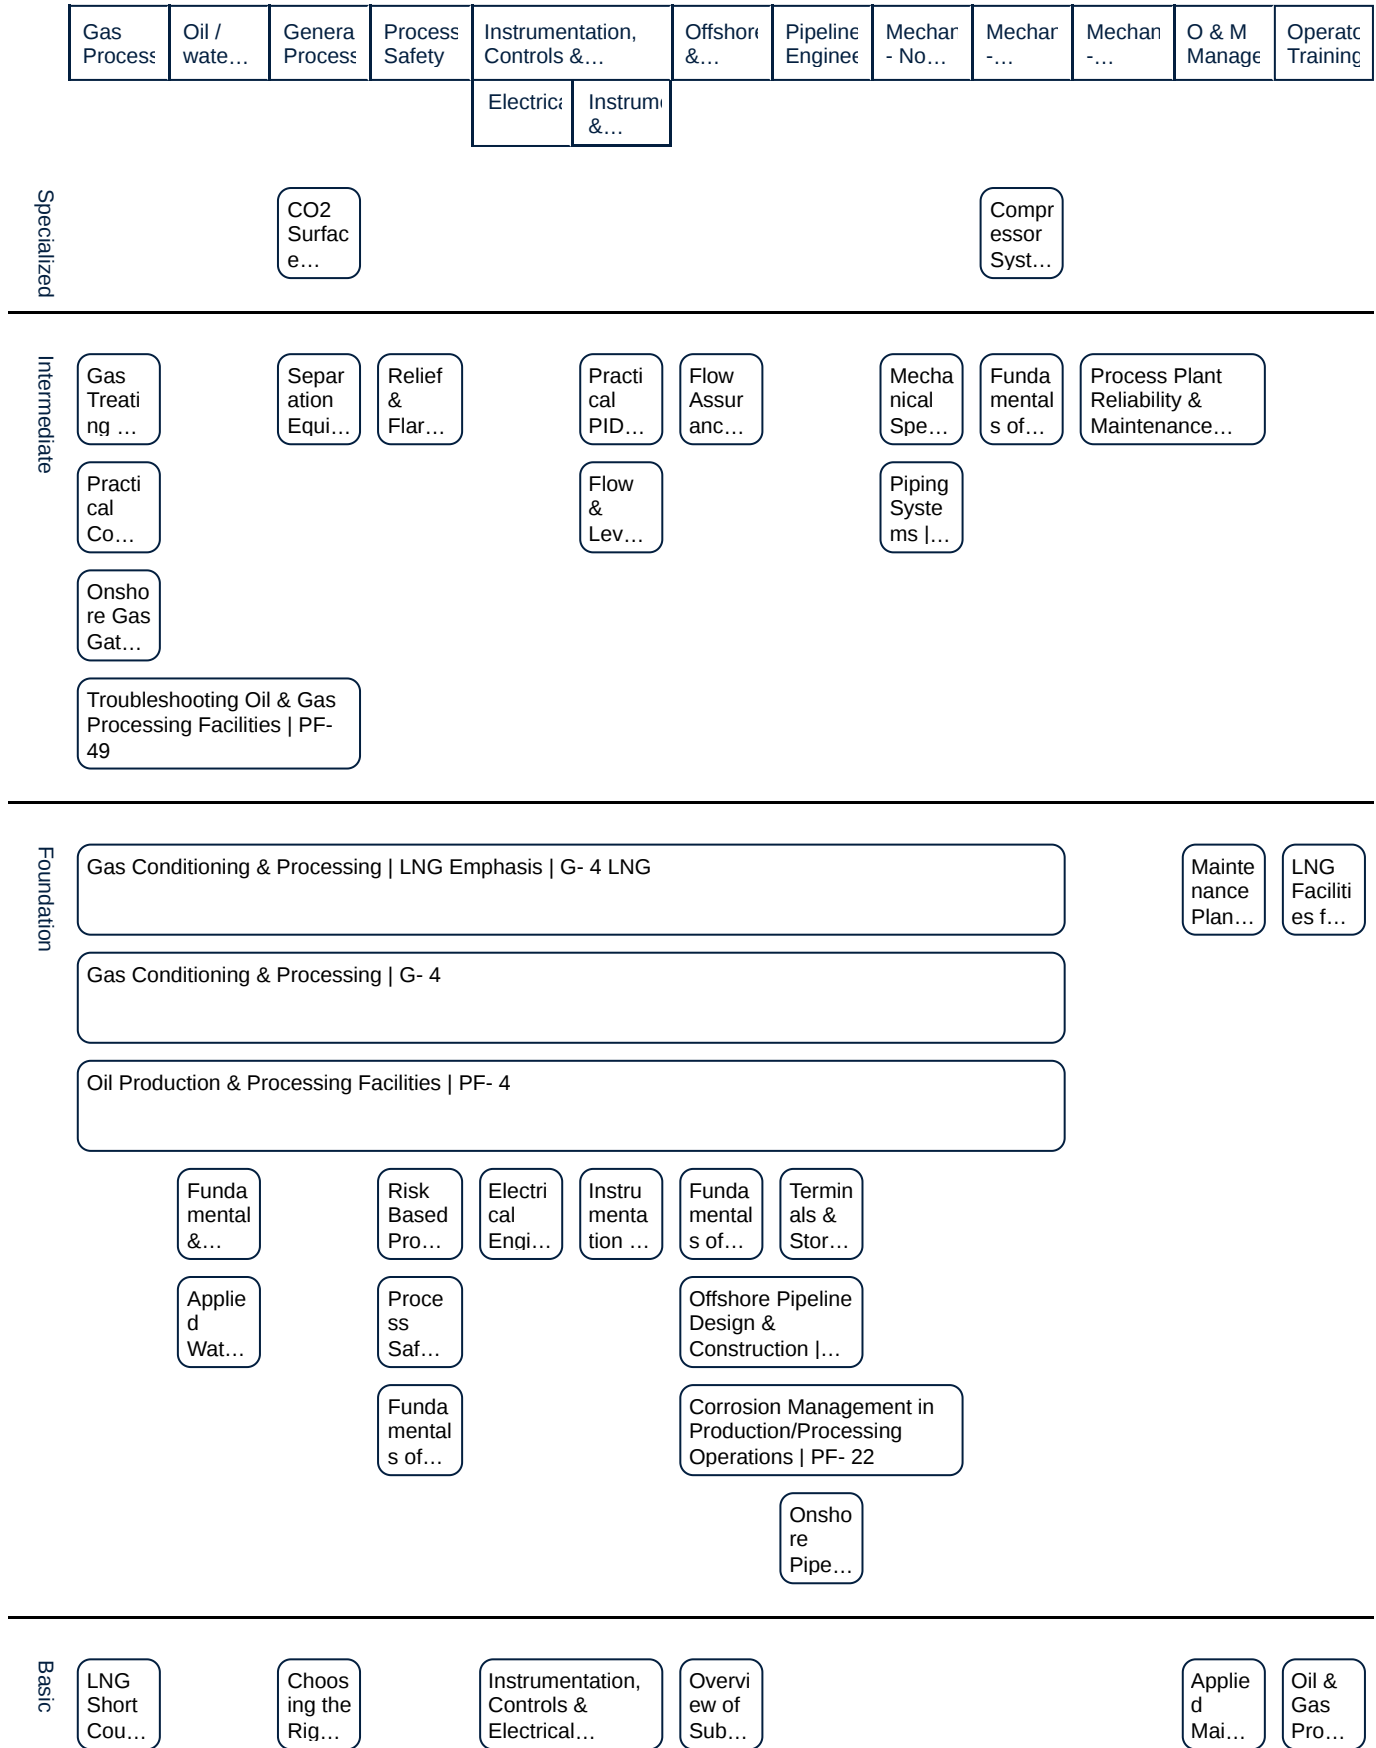 Gas
Process
Oil /
wate…
Genera
Process
Process
Safety
Instrumentation,
Controls &…
Offshore
&…
Pipeline
Enginee
Mechan
- No…
Mechan
-…
Mechan
-…
O & M
Manage
Operato
Training
Electrica
Instrume
&…
Specialized
CO2
Surfac
e…
Compr
essor
Syst…
Intermediate
Gas
Treati
ng …
Separ
ation
Equi…
Relief
&
Flar…
Practi
cal
PID…
Flow
Assur
anc…
Mecha
nical
Spe…
Funda
mental
s of…
Process Plant
Reliability &
Maintenance…
Practi
cal
Co…
Flow
&
Lev…
Piping
Syste
ms |…
Onsho
re Gas
Gat…
Troubleshooting Oil & Gas
Processing Facilities | PF-
49
Foundation
Gas Conditioning & Processing | LNG Emphasis | G- 4 LNG
Mainte
nance
Plan…
LNG
Faciliti
es f…
Gas Conditioning & Processing | G- 4
Oil Production & Processing Facilities | PF- 4
Funda
mental
&…
Risk
Based
Pro…
Electri
cal
Engi…
Instru
menta
tion …
Funda
mental
s of…
Termin
als &
Stor…
Applie
d
Wat…
Proce
ss
Saf…
Offshore Pipeline
Design &
Construction |…
Funda
mental
s of…
Corrosion Management in
Production/Processing
Operations | PF- 22
Onsho
re
Pipe…
Basic
LNG
Short
Cou…
Choos
ing the
Rig…
Instrumentation,
Controls &
Electrical…
Overvi
ew of
Sub…
Applie
d
Mai…
Oil &
Gas
Pro…